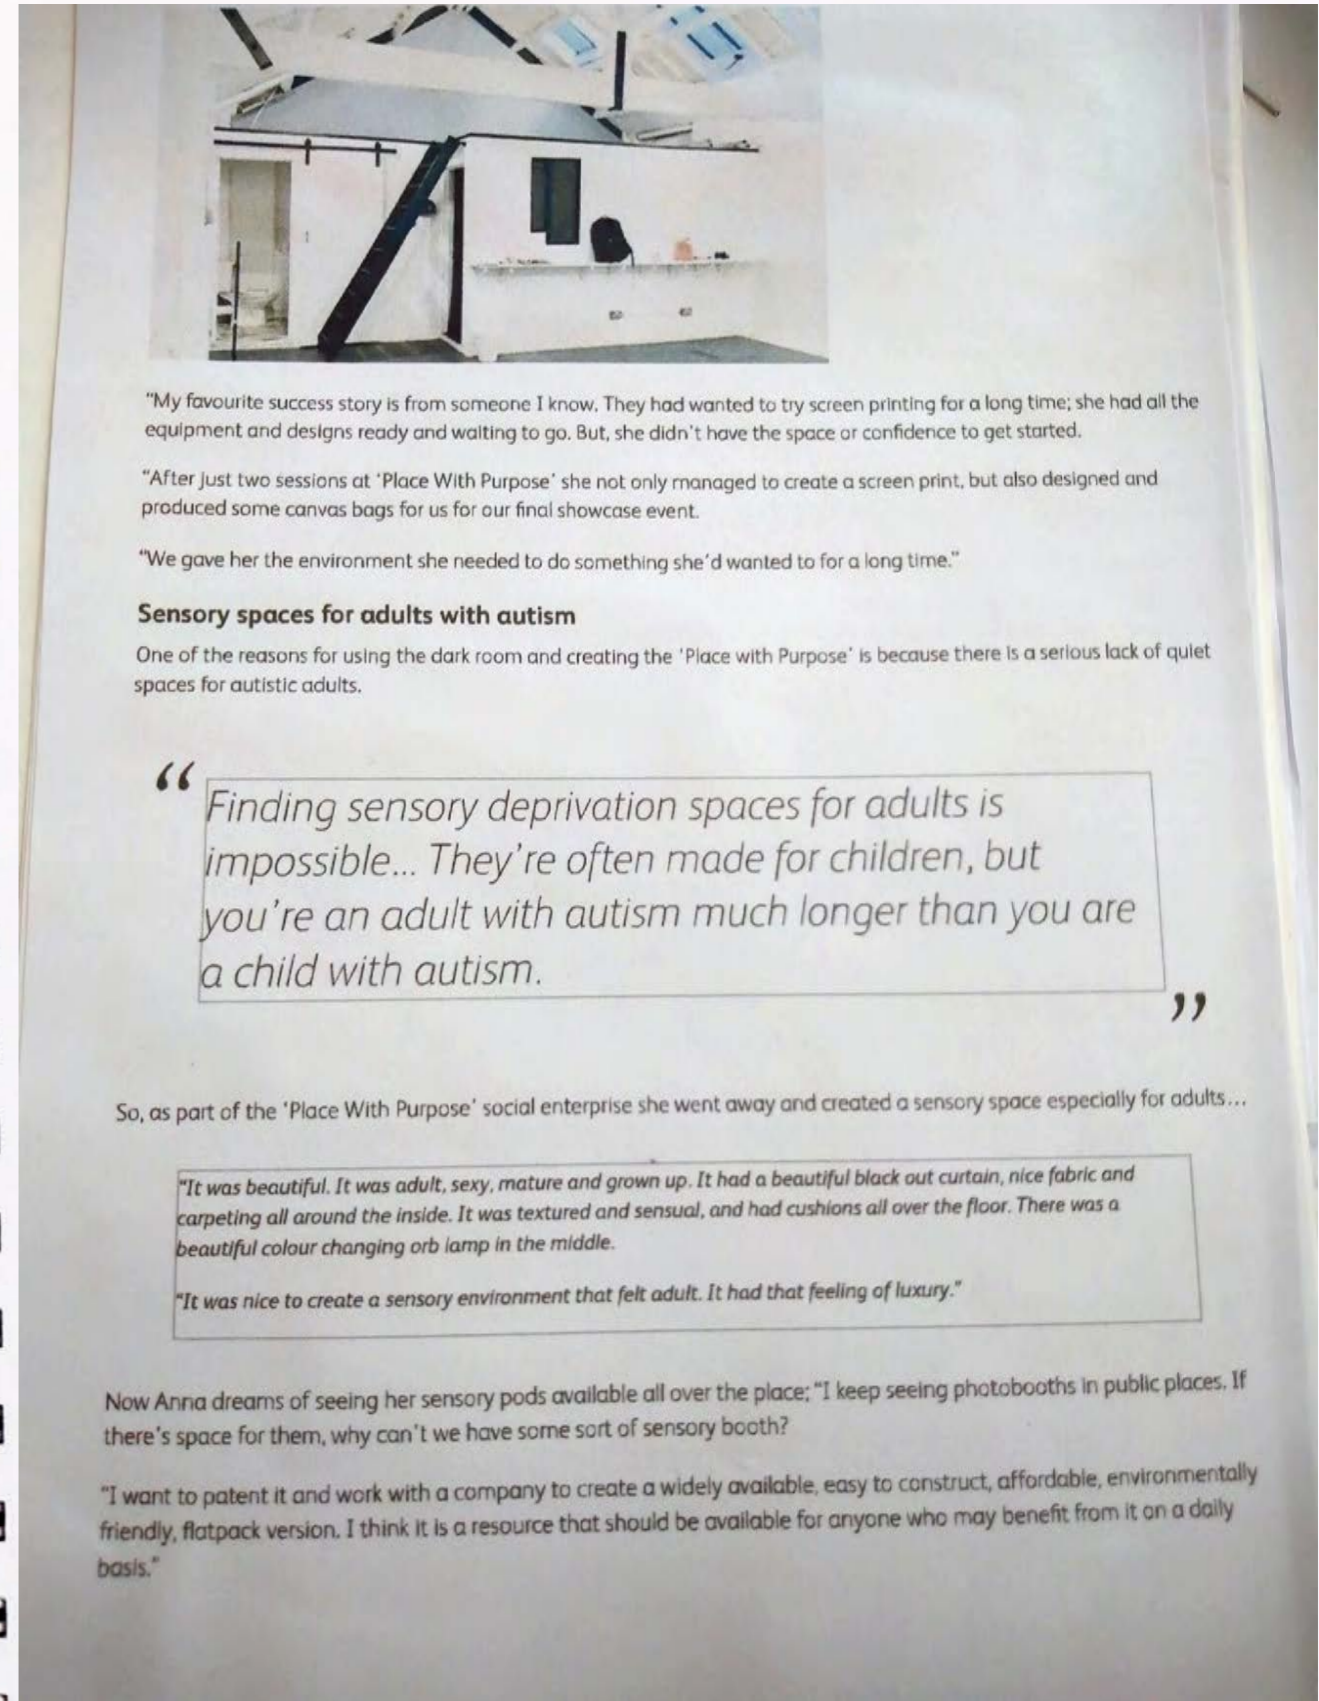 "My favourite success story is from someone I know. They had wanted to try screen printing for a long time; she had all the
equipment and designs ready and waiting to go. But, she didn't have the space or confidence to get started.
"After just two sessions at 'Place With Purpose' she not only managed to create a screen print, but also designed and
produced some canvas bags for us for our final showcase event.
"We gave her the environment she needed to do something she'd wanted to for a long time."
Sensory spaces for adults with autism
One of the reasons for using the dark room and creating the 'Place with Purpose' is because there is a serious lack of quiet
spaces for autistic adults.
“Finding sensory deprivation spaces for adults is
impossible... They're often made for children, but
you're an adult with autism much longer than you are
a child with autism.”
So, as part of the 'Place With Purpose' social enterprise she went away and created a sensory space especially for adults...
"It was beautiful. It was adult, sexy, mature and grown up. It had a beautiful black out curtain, nice fabric and
carpeting all around the inside. It was textured and sensual, and had cushions all over the floor. There was a
beautiful colour changing orb lamp in the middle.
"It was nice to create a sensory environment that felt adult. It had that feeling of luxury."
Now Anna dreams of seeing her sensory pods available all over the place; "I keep seeing photobooths in public places. If
there's space for them, why can't we have some sort of sensory booth?
"I want to patent it and work with a company to create a widely available, easy to construct, affordable, environmentally
friendly, flatpack version. I think it is a resource that should be available for anyone who may benefit from it on a daily
basis."